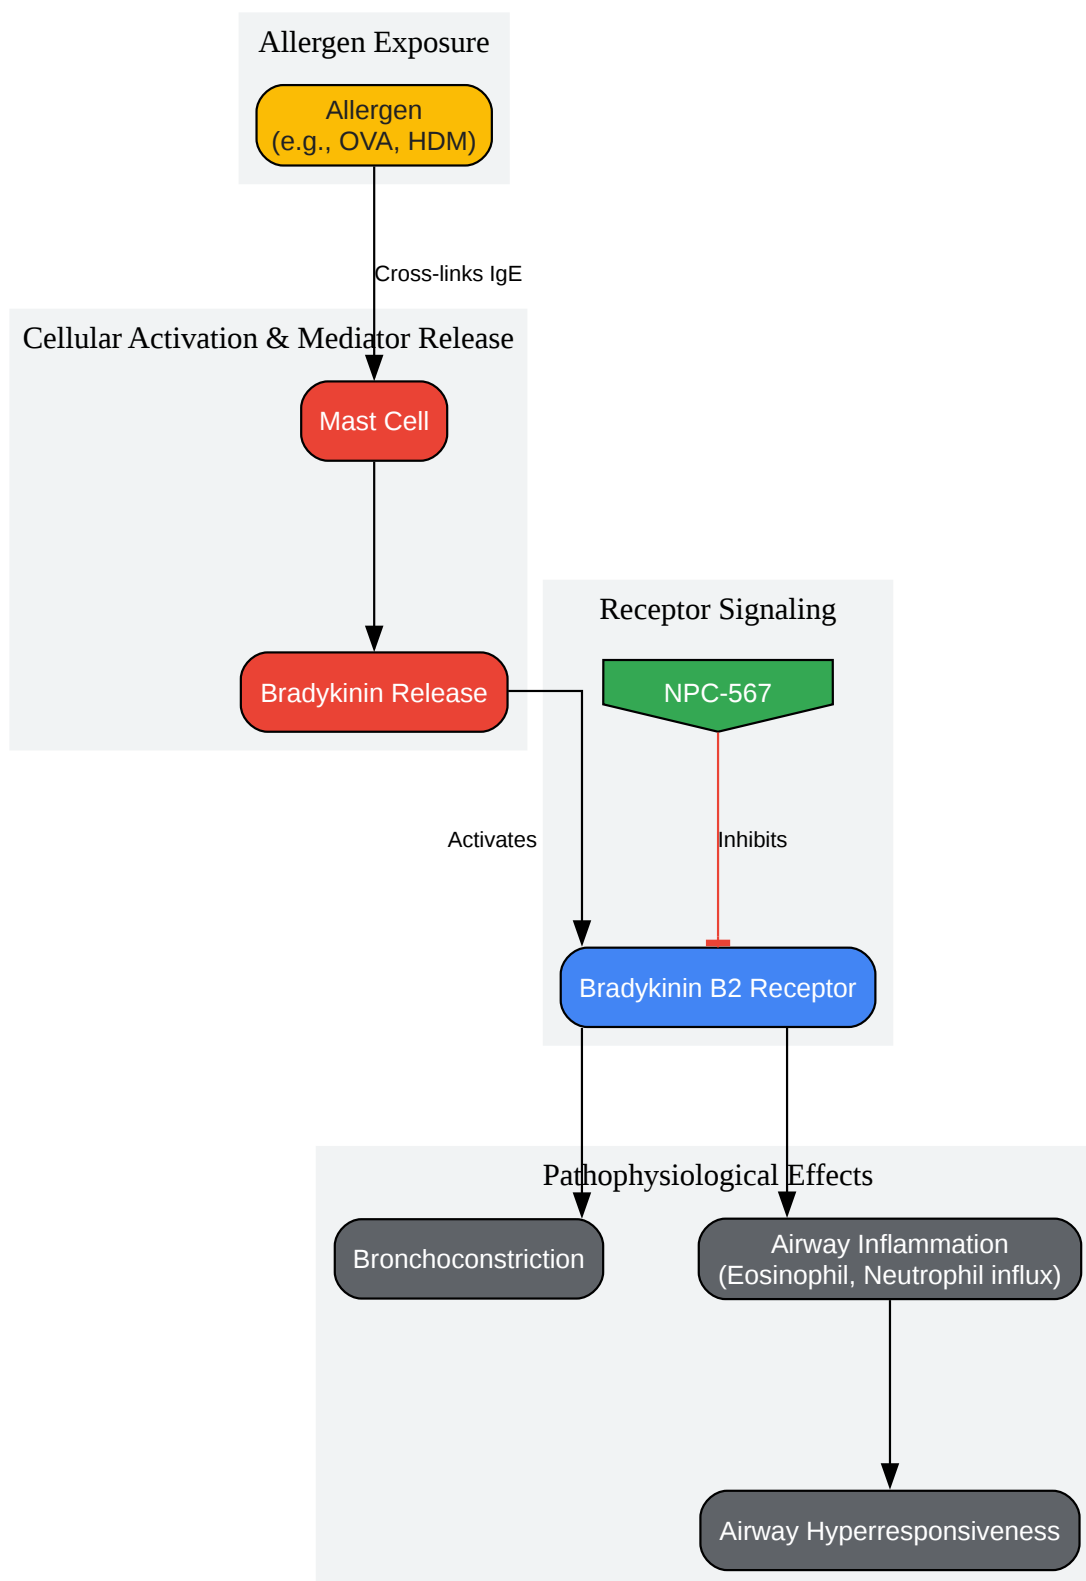 Allergen Exposure
Allergen
(e.g., OVA, HDM)
Cross-links IgE
Cellular Activation & Mediator Release
Mast Cell
Bradykinin Release
Receptor Signaling
NPC-567
Activates
Inhibits
Bradykinin B2 Receptor
Pathophysiological Effects
Bronchoconstriction
Airway Inflammation
(Eosinophil, Neutrophil influx)
Airway Hyperresponsiveness